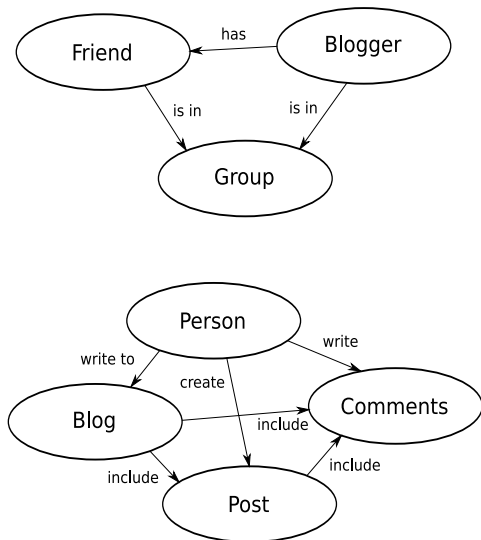 has
Friend
Blogger
is in
is in
Group
Person
write to
write
create
Blog
Comments
include
include
include
Post